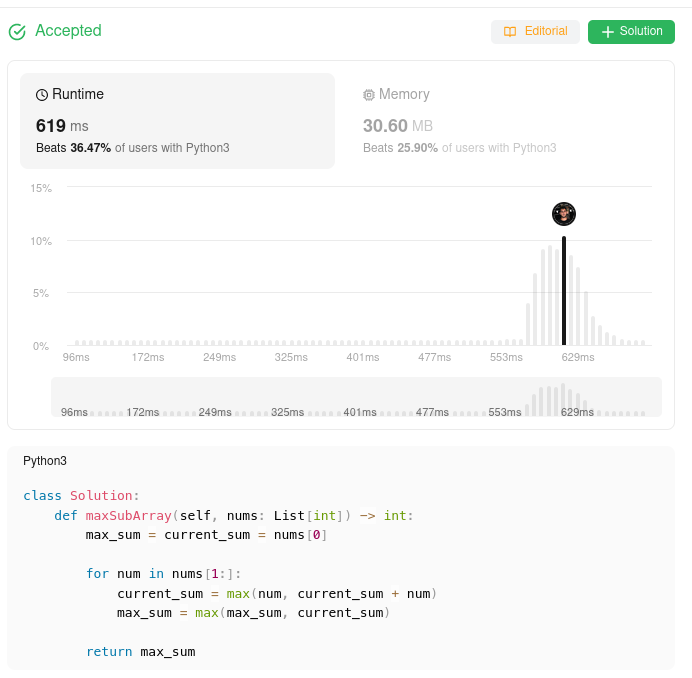 Accepted
Editorial
Solution
Runtime
619 ms
Beats 36.47% of users with Python3
Memory
30.60 MB
Beats 25.90% of users with Python3
15%
10%
5%
0%
96ms 172ms 249ms 325ms 401ms 477ms 553ms 629ms
96ms 172ms 249ms 325ms 401ms 477ms 553ms 629ms
Python3
class Solution:
    def maxSubArray(self, nums: List[int]) -> int:
        max_sum = current_sum = nums[0]
        for num in nums[1:]:
            current_sum = max(num, current_sum + num)
            max_sum = max(max_sum, current_sum)
        return max_sum